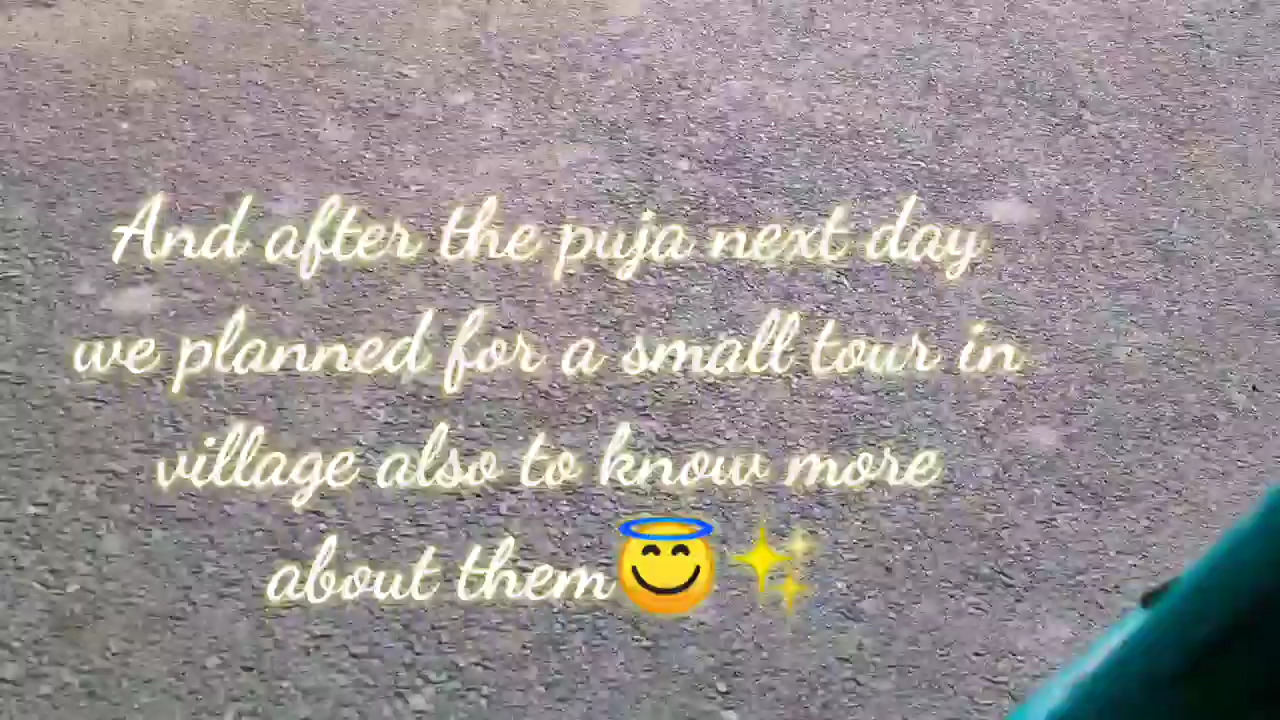 And after the puja next day
we planned for a small tour in
village also to know more
about them😇✨